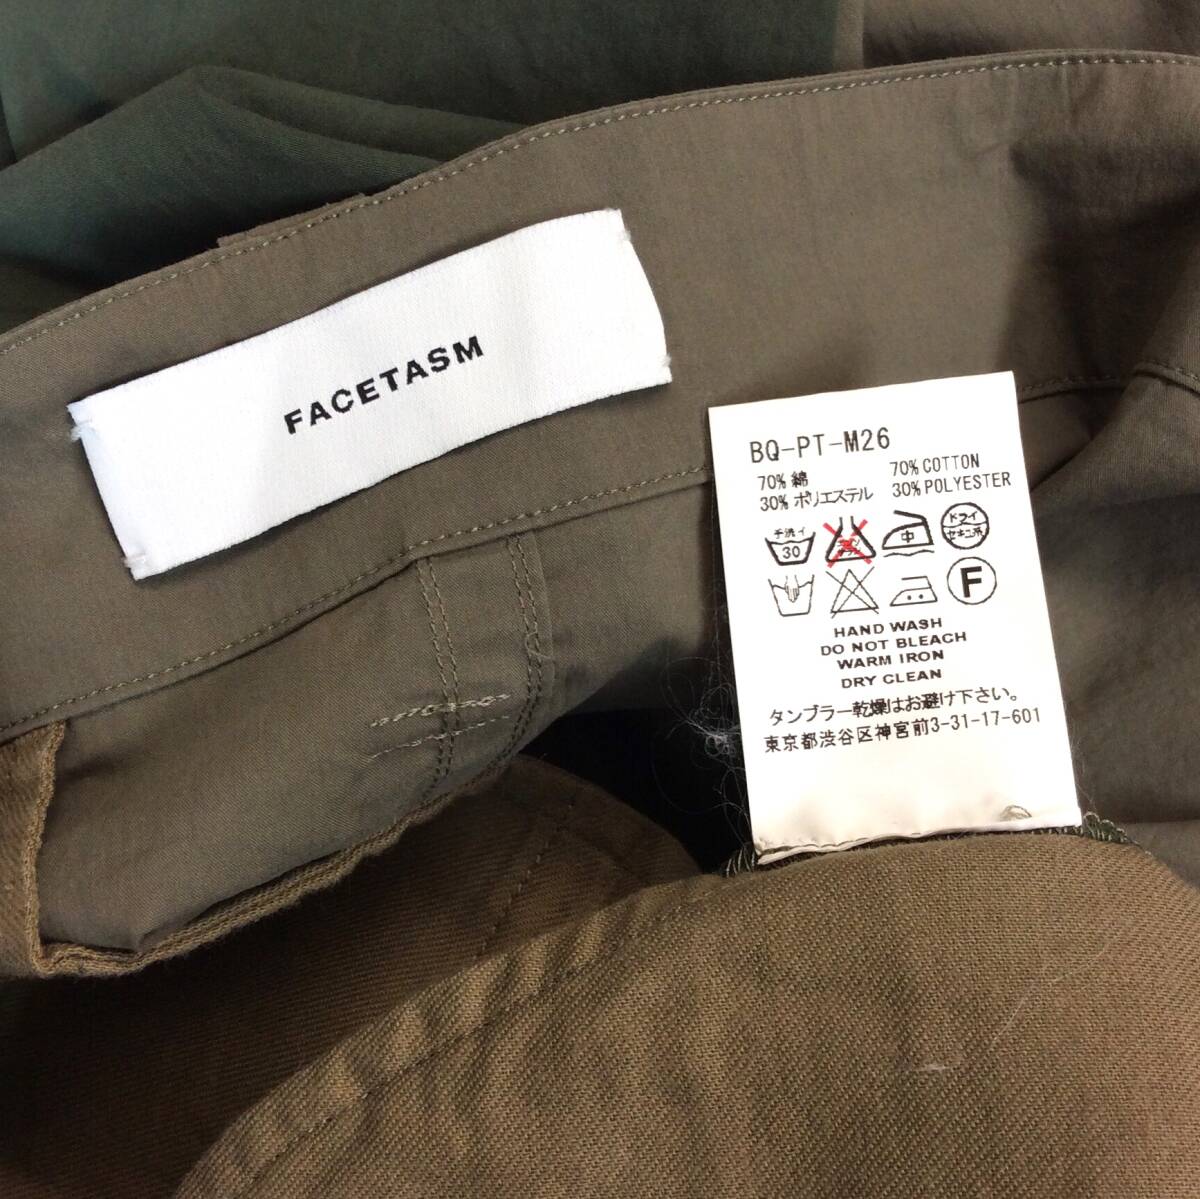 FACETASM
BQ-PT-M26
70% 綿 70% COTTON
30% ポリエステル 30% POLYESTER
手洗イ
30
中
ドライ
セキユ系
F
HAND WASH
DO NOT BLEACH
WARM IRON
DRY CLEAN
タンブラー乾燥はお避け下さい。
東京都渋谷区神宮前3-31-17-601